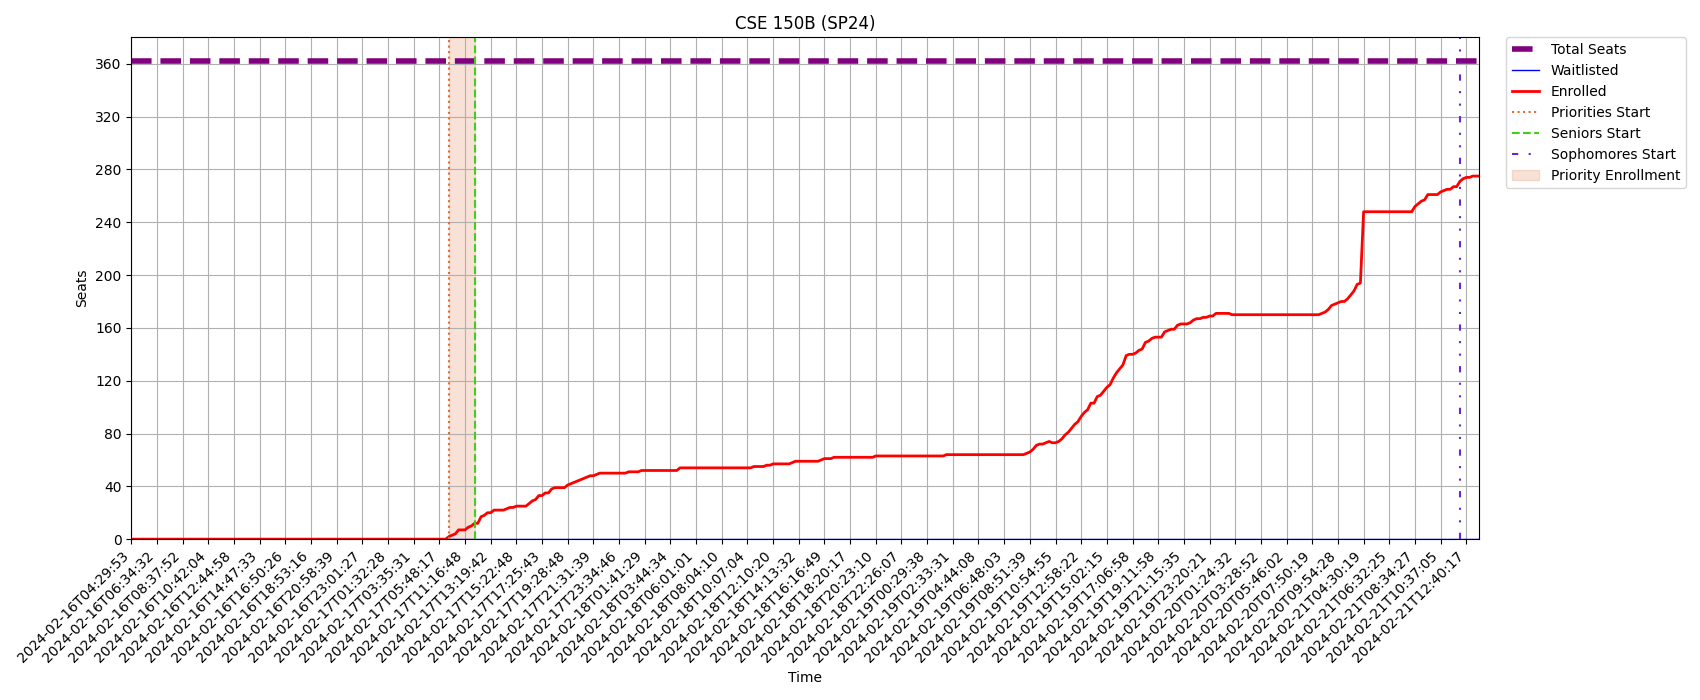 CSE 150B (SP24)
Total Seats
Waitlisted
Enrolled
Priorities Start
Seniors Start
Sophomores Start
Priority Enrollment
Seats
360
320
280
240
200
160
120
80
40
0
2024-02-16T04:29:53
2024-02-16T06:34:32
2024-02-16T08:37:52
2024-02-16T10:42:04
2024-02-16T12:44:58
2024-02-16T14:47:33
2024-02-16T16:50:26
2024-02-16T18:53:16
2024-02-16T20:58:39
2024-02-16T23:01:27
2024-02-17T01:32:28
2024-02-17T03:35:31
2024-02-17T05:48:17
2024-02-17T11:16:48
2024-02-17T13:19:42
2024-02-17T15:22:48
2024-02-17T17:25:43
2024-02-17T19:28:48
2024-02-17T21:31:39
2024-02-17T23:34:46
2024-02-18T01:41:29
2024-02-18T03:44:34
2024-02-18T06:01:01
2024-02-18T08:04:10
2024-02-18T10:07:04
2024-02-18T12:10:20
2024-02-18T14:13:32
2024-02-18T16:16:49
2024-02-18T18:20:17
2024-02-18T20:23:10
2024-02-18T22:26:07
2024-02-19T00:29:38
2024-02-19T02:33:31
2024-02-19T04:44:08
2024-02-19T06:48:03
2024-02-19T08:51:39
2024-02-19T10:54:55
2024-02-19T12:58:22
2024-02-19T15:02:15
2024-02-19T17:06:58
2024-02-19T19:11:58
2024-02-19T21:15:35
2024-02-19T23:20:21
2024-02-20T01:24:32
2024-02-20T03:28:52
2024-02-20T05:46:02
2024-02-20T07:50:19
2024-02-20T09:54:28
2024-02-21T04:30:19
2024-02-21T06:32:25
2024-02-21T08:34:27
2024-02-21T10:37:05
2024-02-21T12:40:17
Time